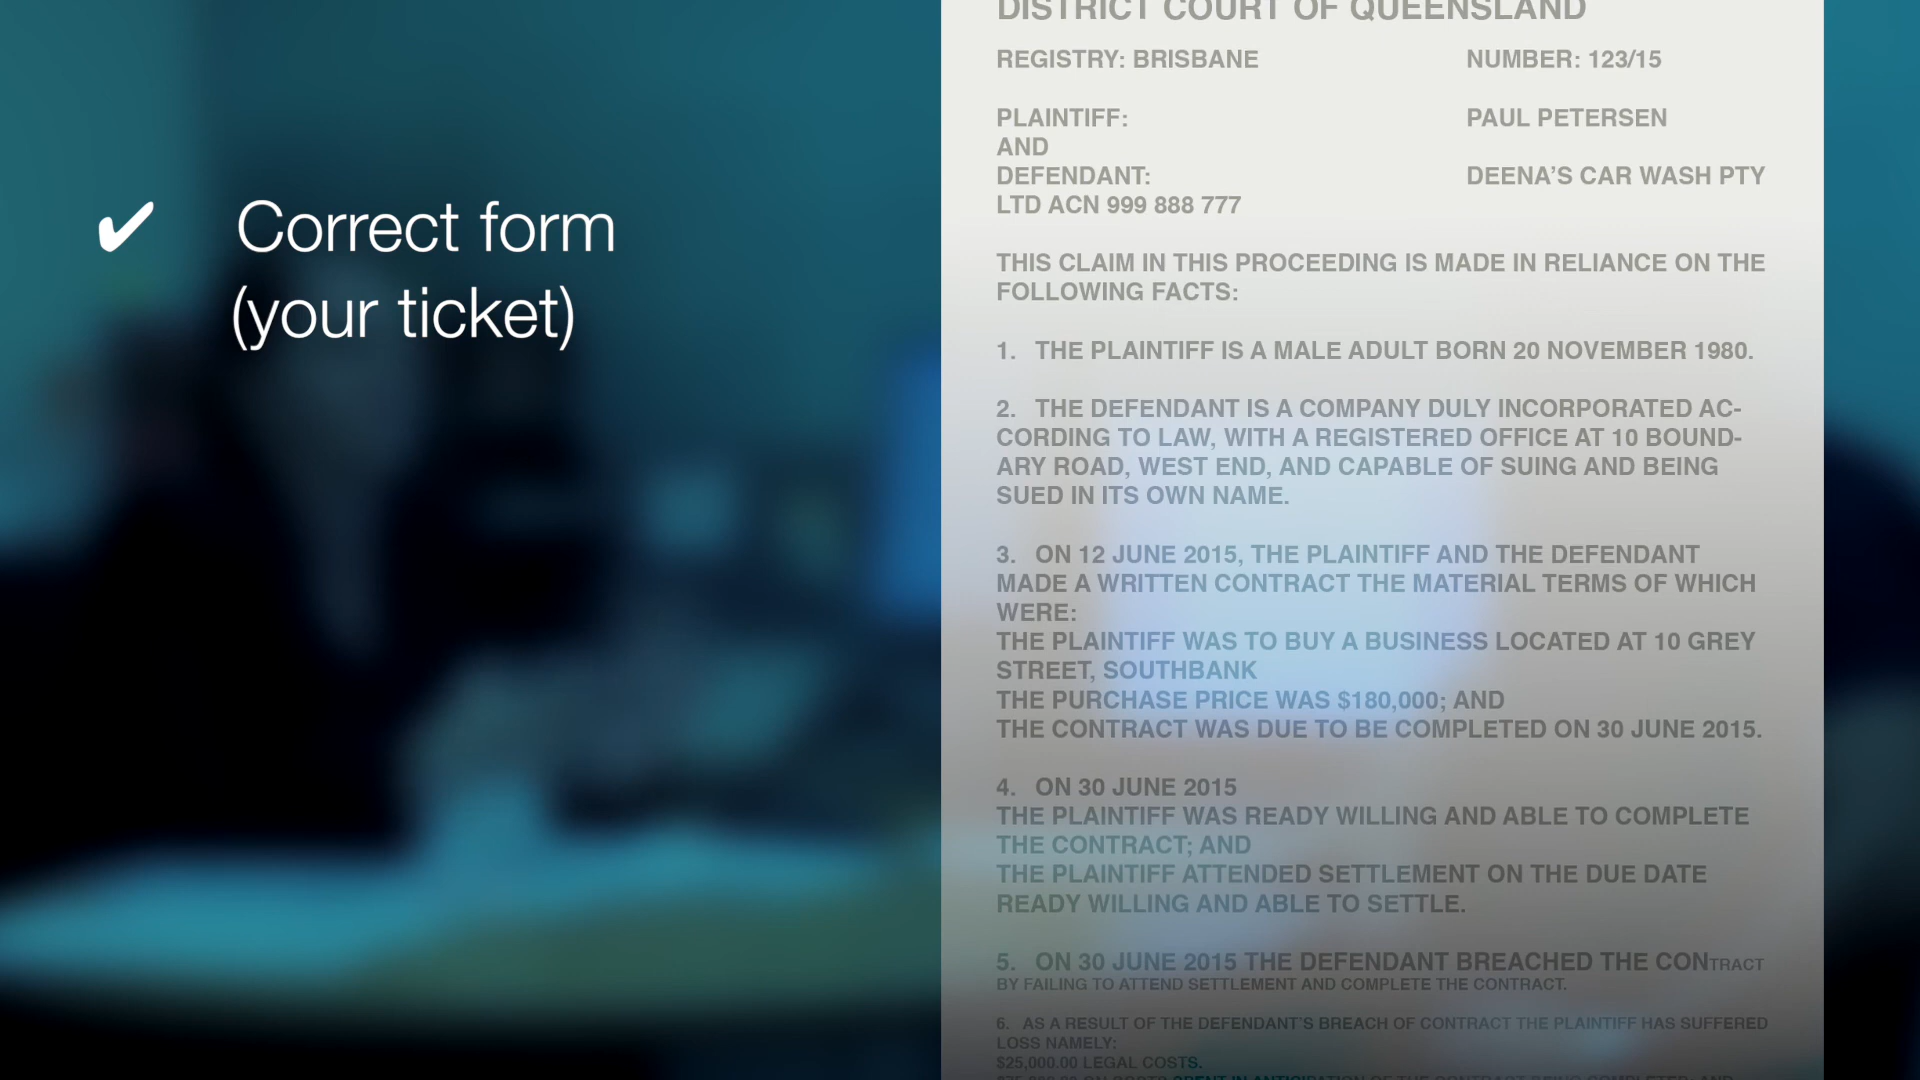 ✔ Correct form
(your ticket)
DISTRICT COURT OF QUEENSLAND
REGISTRY: BRISBANE NUMBER: 123/15
PLAINTIFF: PAUL PETERSEN
AND
DEFENDANT: DEENA'S CAR WASH PTY
LTD ACN 999 888 777
THIS CLAIM IN THIS PROCEEDING IS MADE IN RELIANCE ON THE
FOLLOWING FACTS:
1. THE PLAINTIFF IS A MALE ADULT BORN 20 NOVEMBER 1980.
2. THE DEFENDANT IS A COMPANY DULY INCORPORATED AC-
CORDING TO LAW, WITH A REGISTERED OFFICE AT 10 BOUND-
ARY ROAD, WEST END, AND CAPABLE OF SUING AND BEING
SUED IN ITS OWN NAME.
3. ON 12 JUNE 2015, THE PLAINTIFF AND THE DEFENDANT
MADE A WRITTEN CONTRACT THE MATERIAL TERMS OF WHICH
WERE:
THE PLAINTIFF WAS TO BUY A BUSINESS LOCATED AT 10 GREY
STREET, SOUTHBANK
THE PURCHASE PRICE WAS $180,000; AND
THE CONTRACT WAS DUE TO BE COMPLETED ON 30 JUNE 2015.
4. ON 30 JUNE 2015
THE PLAINTIFF WAS READY WILLING AND ABLE TO COMPLETE
THE CONTRACT; AND
THE PLAINTIFF ATTENDED SETTLEMENT ON THE DUE DATE
READY WILLING AND ABLE TO SETTLE.
5. ON 30 JUNE 2015 THE DEFENDANT BREACHED THE CONTRACT
BY FAILING TO ATTEND SETTLEMENT AND COMPLETE THE CONTRACT.
6. AS A RESULT OF THE DEFENDANT'S BREACH OF CONTRACT THE PLAINTIFF HAS SUFFERED
LOSS NAMELY:
$25,000.00 LEGAL COSTS.